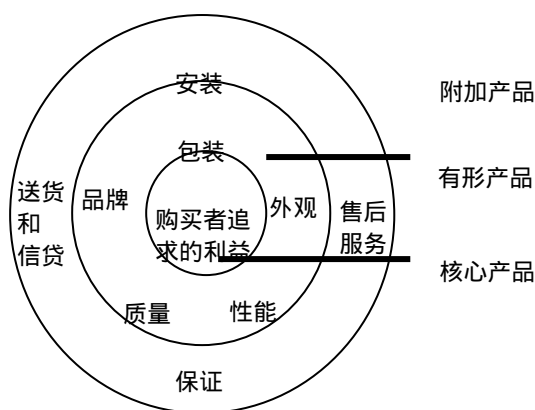 安装
附加产品
包装
有形产品
送货
和
信贷
品牌
购买者追
求的利益
外观
售后
服务
核心产品
质量
性能
保证